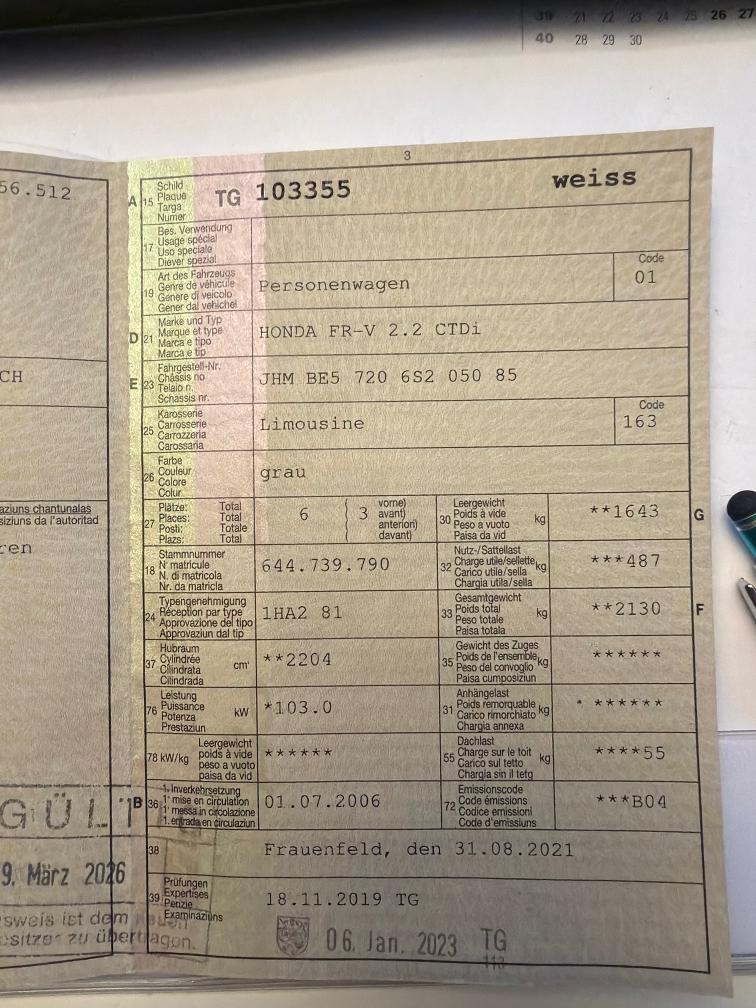 39 21 22 23 24 25 26 27
40 28 29 30
3
56.512
A 15 Schild Plaque Targa Numer TG 103355 weiss
17 Bes. Verwendung Usage spécial Uso speciale Diever spezial
19 Art des Fahrzeugs Genre de véhicule Genere di veicolo Gener dal vehichel Personenwagen Code 01
D 21 Marke und Typ Marque et type Marca e tipo Marca e tip HONDA FR-V 2.2 CTDi
CH
E 23 Fahrgestell-Nr. Châssis no Telaio n. Schassis nr. JHM BE5 720 6S2 050 85
25 Karosserie Carrosserie Carrozzeria Carossaria Limousine Code 163
26 Farbe Couleur Colore Colur grau
aziuns chantunalas
siziuns da l'autoritad
27 Plätze: Total Places: Total Posti: Totale Plazs: Total 6 3 vorne) avant) anteriori) davant)
30 Leergewicht Poids à vide Peso a vuoto Paisa da vid kg **1643 G
ren
18 Stammnummer N° matricule N. di matricola Nr. da matricla 644.739.790
32 Nutz-/Sattellast Charge utile/sellette Carico utile/sella Chargia utila/sella kg ***487
24 Typengenehmigung Réception par type Approvazione del tipo Approvaziun dal tip 1HA2 81
33 Gesamtgewicht Poids total Peso totale Paisa totala kg **2130 F
37 Hubraum Cylindrée Cilindrata Cilindrada cm³ **2204
35 Gewicht des Zuges Poids de l'ensemble Peso del convoglio Paisa cumposiziun kg ******
76 Leistung Puissance Potenza Prestaziun kW *103.0
31 Anhängelast Poids remorquable Carico rimorchiato Chargia annexa kg ******
78 kW/kg Leergewicht poids à vide peso a vuoto paisa da vid ******
55 Dachlast Charge sur le toit Carico sul tetto Chargia sin il tetg kg ****55
B 36 1. Inverkehrsetzung 1re mise en circulation 1a messa in circolazione 1. entrada en circulaziun 01.07.2006
72 Emissionscode Code émissions Codice emissioni Code d'emissiuns ***B04
GÜLT
38 Frauenfeld, den 31.08.2021
9. März 2026
39 Prüfungen Expertises Perizie Examinaziuns 18.11.2019 TG
sweis ist dem neuen
esitzer zu übertragen.
06. Jan. 2023 TG
113